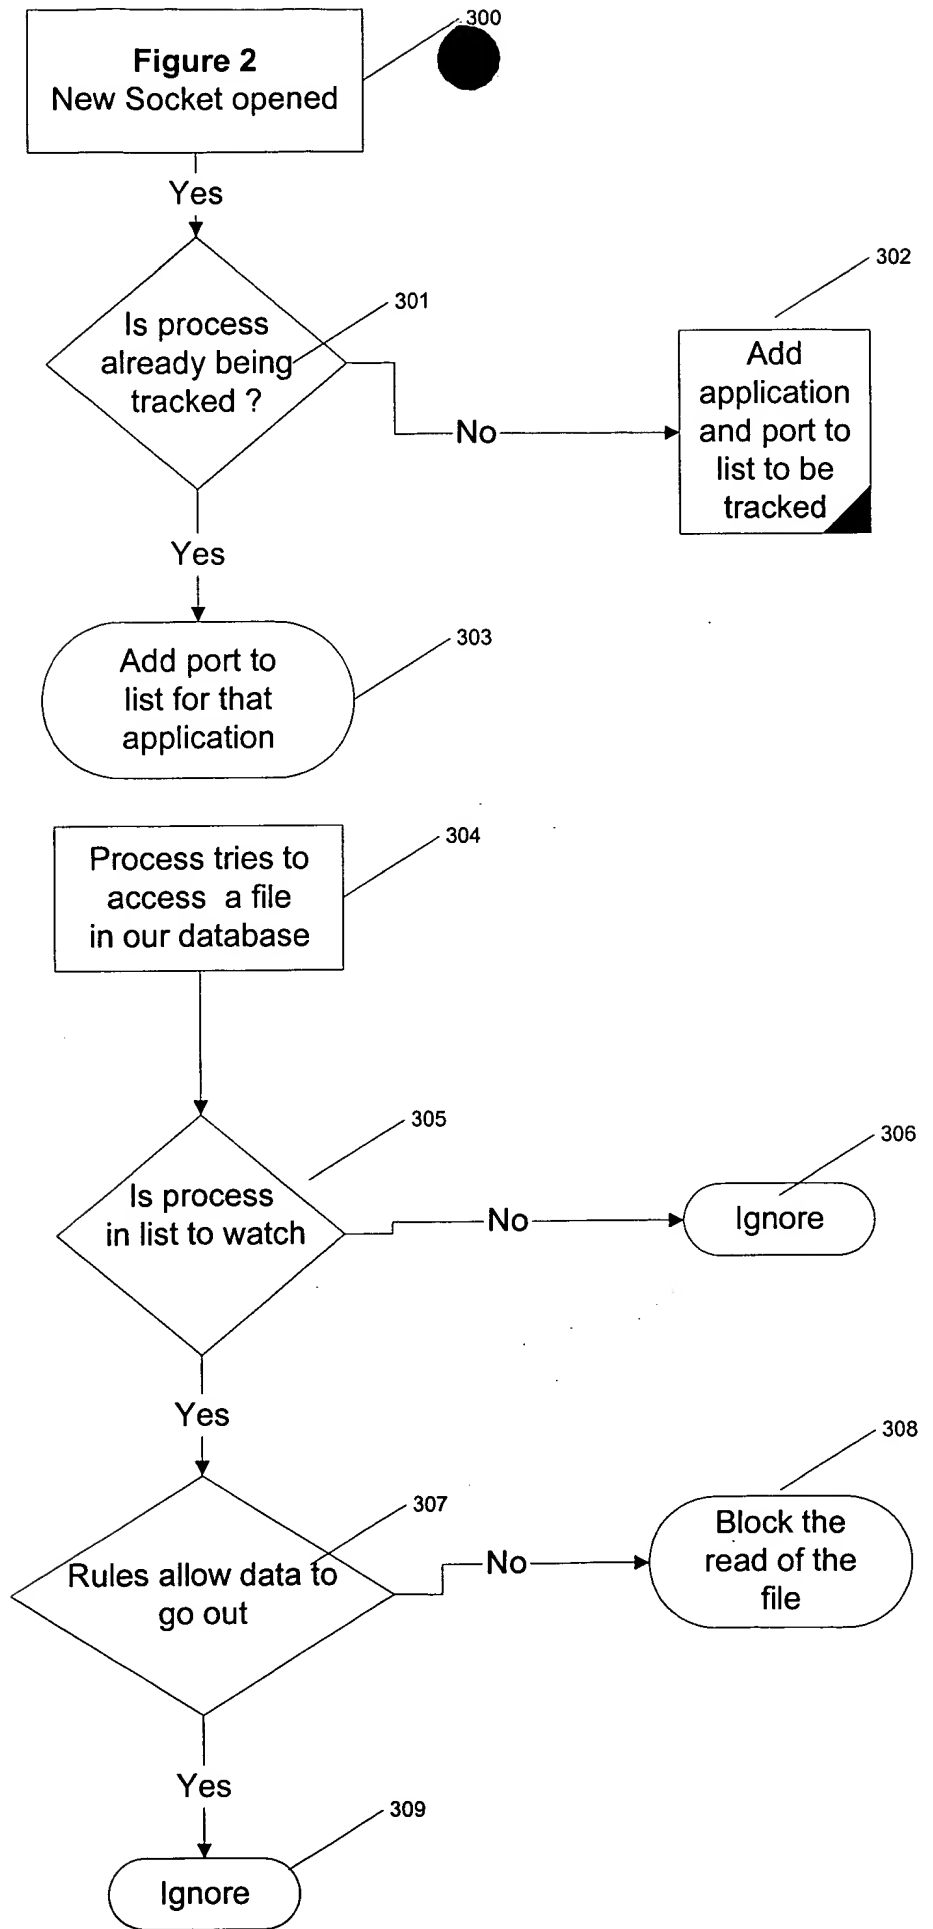 300
Figure 2
New Socket opened
Yes
302
301
Is process
already being
tracked ?
No
Add
application
and port to
list to be
tracked
Yes
303
Add port to
list for that
application
304
Process tries to
access a file
in our database
305
306
Is process
in list to watch
No
Ignore
Yes
308
307
Rules allow data to
go out
No
Block the
read of the
file
Yes
309
Ignore